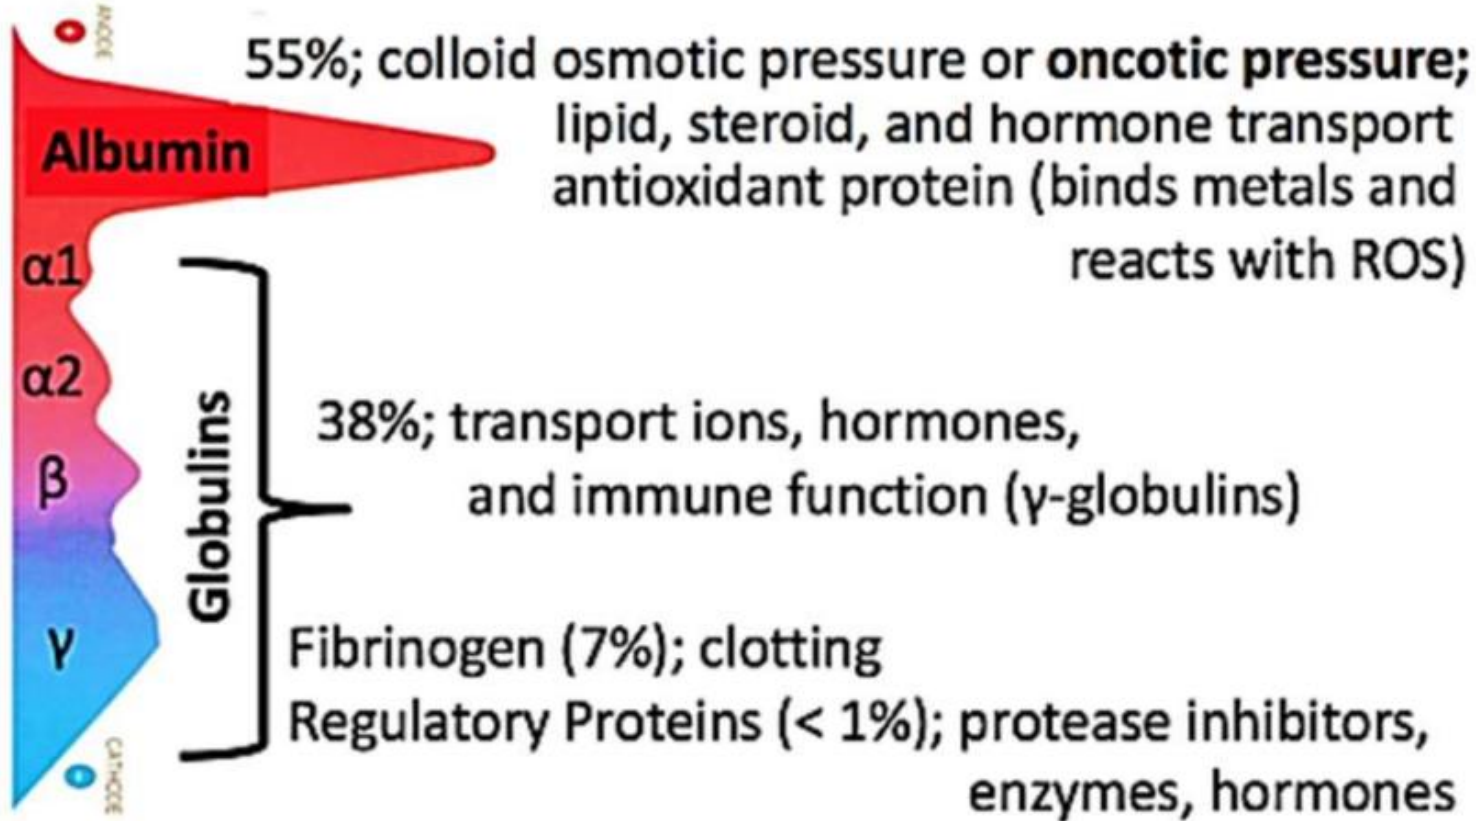 ANODE
55%; colloid osmotic pressure or oncotic pressure;
lipid, steroid, and hormone transport
Albumin
antioxidant protein (binds metals and
reacts with ROS)
α1
α2
β
γ
Globulins
38%; transport ions, hormones,
and immune function (γ-globulins)
Fibrinogen (7%); clotting
Regulatory Proteins (< 1%); protease inhibitors,
enzymes, hormones
CATHODE